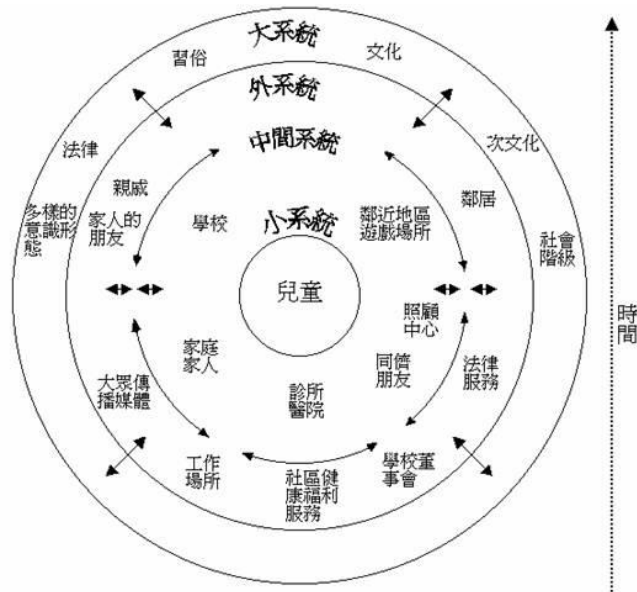 大系統
習俗
文化
外系統
法律
中間系統
次文化
親戚
鄰居
多樣的
意識形
態
家人的
朋友
學校
小系統
鄰近地區
遊戲場所
社會
階級
兒童
時間
照顧
中心
家庭
家人
同儕
朋友
法律
服務
大眾傳
播媒體
診所
醫院
工作
場所
社區健
康福利
服務
學校董
事會